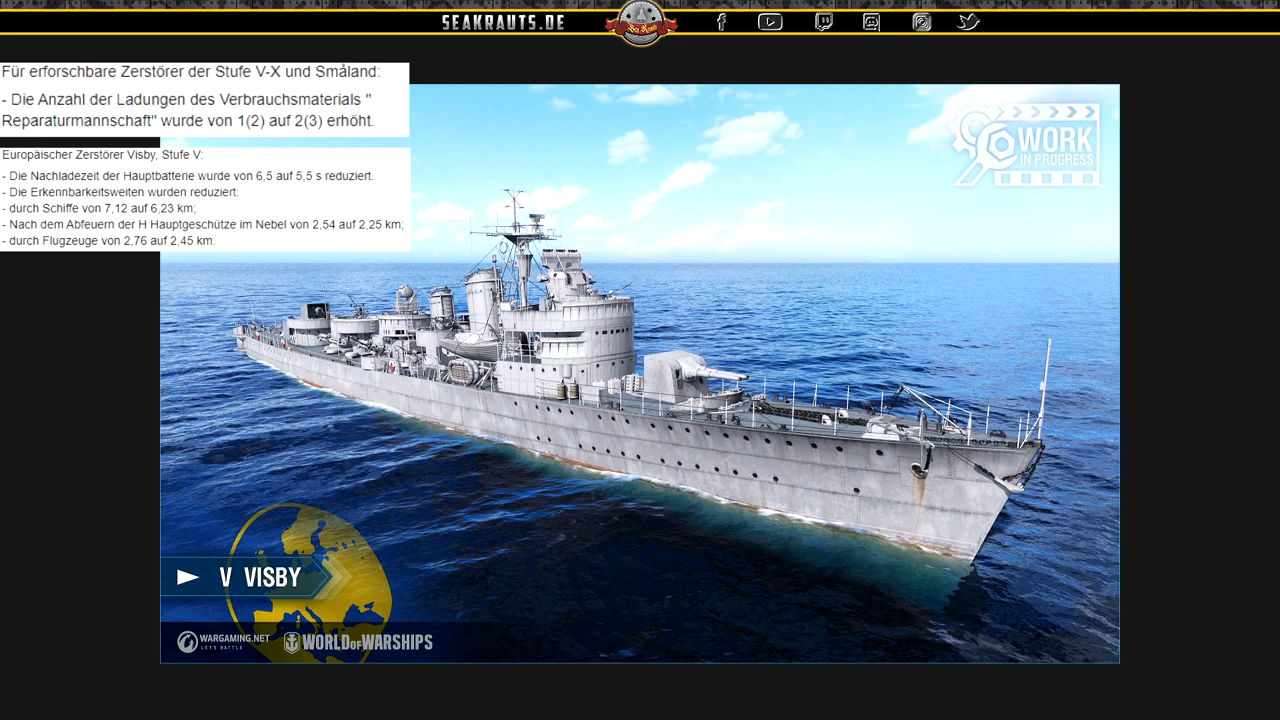 SEAKRAUTS.DE
Für erforschbare Zerstörer der Stufe V-X und Småland:
- Die Anzahl der Ladungen des Verbrauchsmaterials "
Reparaturmannschaft" wurde von 1(2) auf 2(3) erhöht.
Europäischer Zerstörer Visby, Stufe V:
- Die Nachladezeit der Hauptbatterie wurde von 6,5 auf 5,5 s reduziert.
- Die Erkennbarkeitsweiten wurden reduziert:
- durch Schiffe von 7,12 auf 6,23 km;
- Nach dem Abfeuern der H Hauptgeschütze im Nebel von 2,54 auf 2,25 km;
- durch Flugzeuge von 2,76 auf 2,45 km.
WORK
IN PROGRESS
V VISBY
WARGAMING.NET
LET'S BATTLE
WORLD OF WARSHIPS